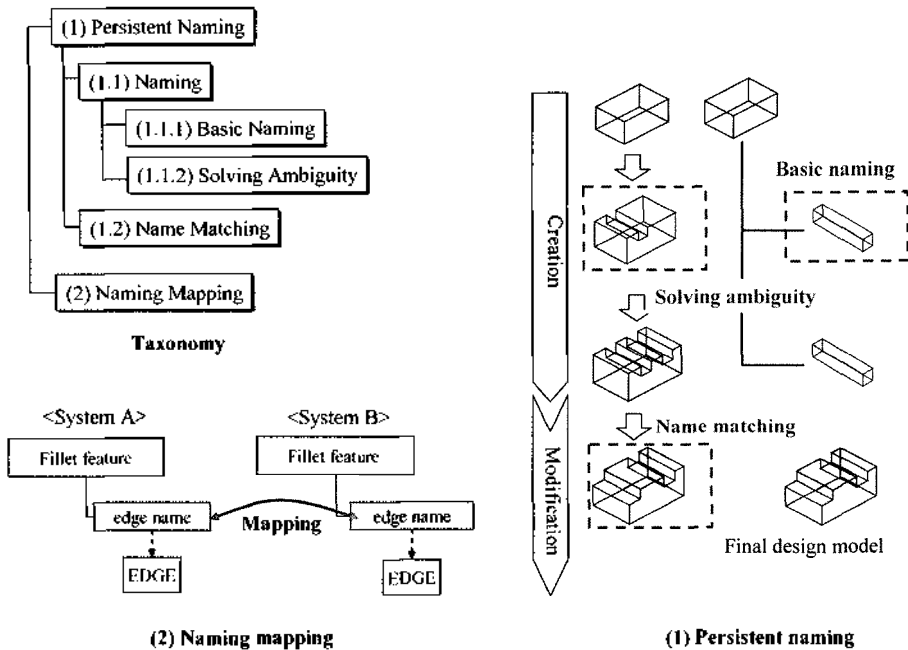 (1) Persistent Naming
(1.1) Naming
(1.1.1) Basic Naming
(1.1.2) Solving Ambiguity
(1.2) Name Matching
(2) Naming Mapping
Taxonomy
<System A>
<System B>
Fillet feature
Fillet feature
edge name
Mapping
edge name
EDGE
EDGE
(2) Naming mapping
Creation
Modification
Basic naming
Solving ambiguity
Name matching
Final design model
(1) Persistent naming